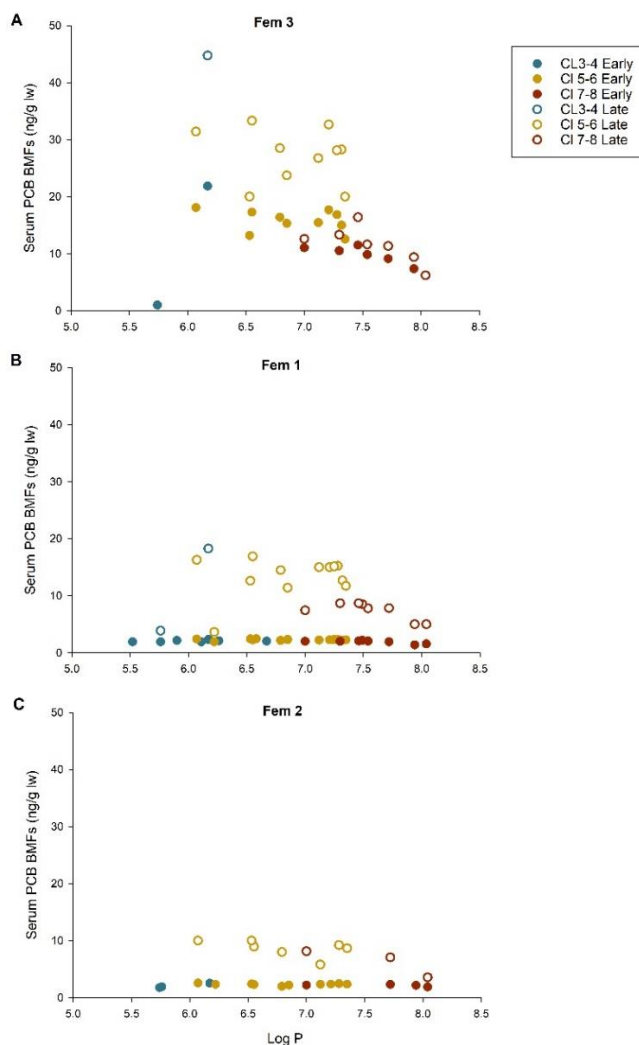 A
Fem 3
50
40
30
20
10
0
Serum PCB BMFs (ng/g lw)
5.0 5.5 6.0 6.5 7.0 7.5 8.0 8.5
CL3-4 Early
Cl 5-6 Early
Cl 7-8 Early
CL3-4 Late
Cl 5-6 Late
Cl 7-8 Late
B
Fem 1
50
40
30
20
10
0
Serum PCB BMFs (ng/g lw)
5.0 5.5 6.0 6.5 7.0 7.5 8.0 8.5
C
Fem 2
50
40
30
20
10
0
Serum PCB BMFs (ng/g lw)
5.0 5.5 6.0 6.5 7.0 7.5 8.0 8.5
Log P